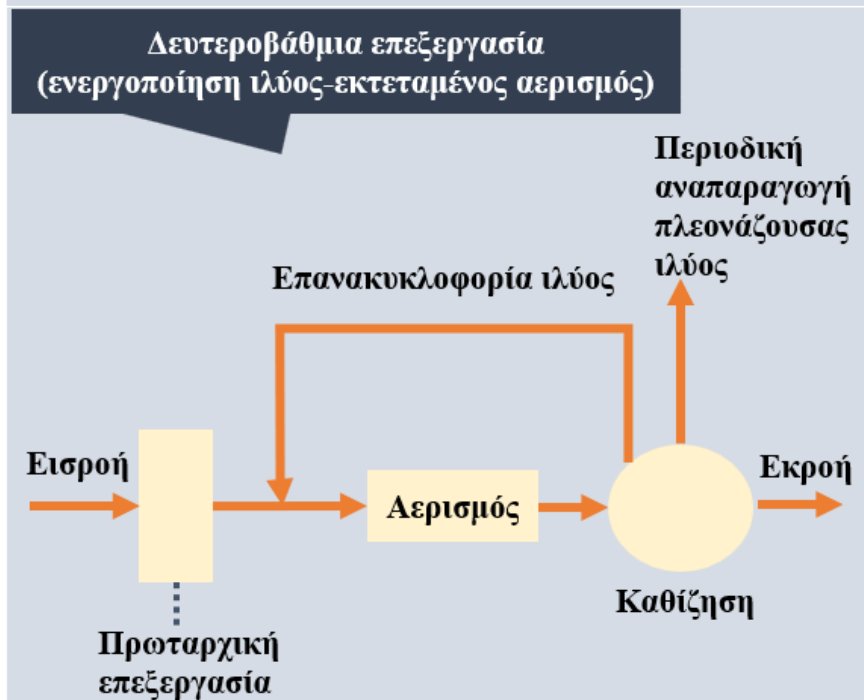 Δευτεροβάθμια επεξεργασία
(ενεργοποίηση ιλύος-εκτεταμένος αερισμός)
Περιοδική
αναπαραγωγή
πλεονάζουσας
ιλύος
Επανακυκλοφορία ιλύος
Εισροή
Αερισμός
Εκροή
Καθίζηση
Πρωταρχική
επεξεργασία